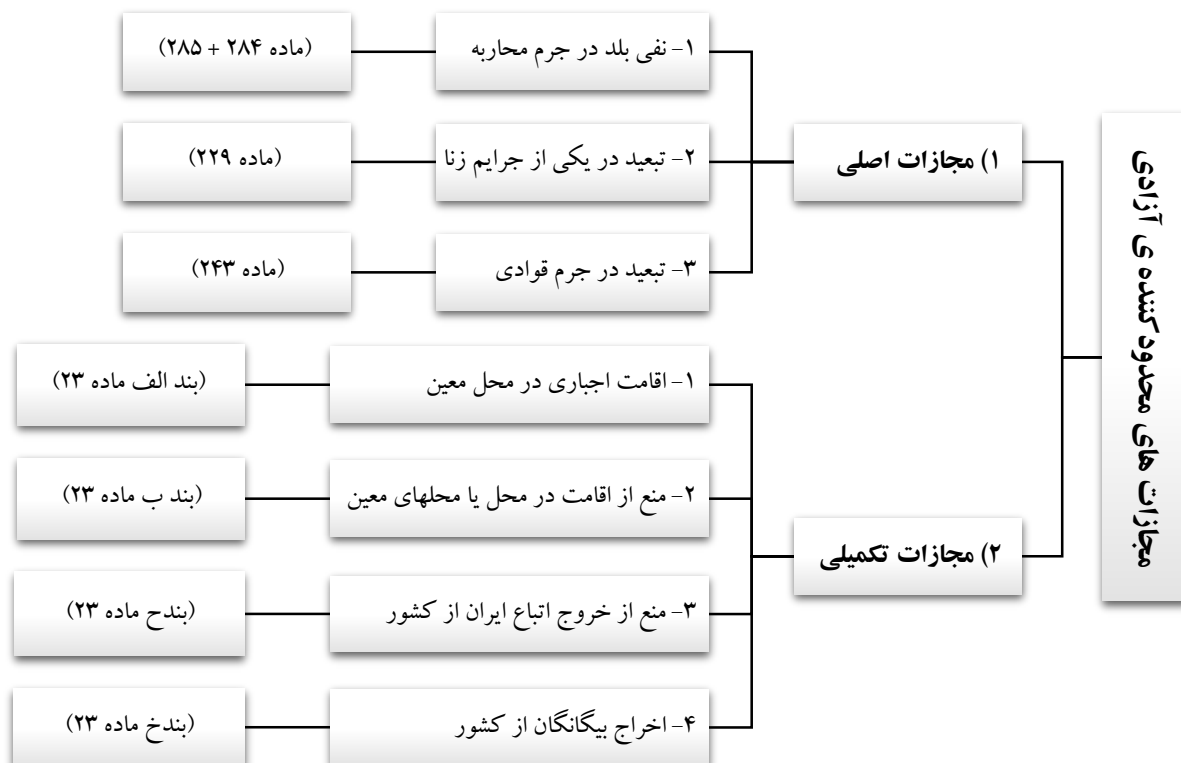 مجازات های محدود کننده ی آزادی
۱) مجازات اصلی
۱- نفی بلد در جرم محاربه
(ماده ۲۸۴ + ۲۸۵)
۲- تبعید در یکی از جرایم زنا
(ماده ۲۲۹)
۳- تبعید در جرم قوادی
(ماده ۲۴۳)
۲) مجازات تکمیلی
۱- اقامت اجباری در محل معین
(بند الف ماده ۲۳)
۲- منع از اقامت در محل یا محلهای معین
(بند ب ماده ۲۳)
۳- منع از خروج اتباع ایران از کشور
(بندح ماده ۲۳)
۴- اخراج بیگانگان از کشور
(بندخ ماده ۲۳)